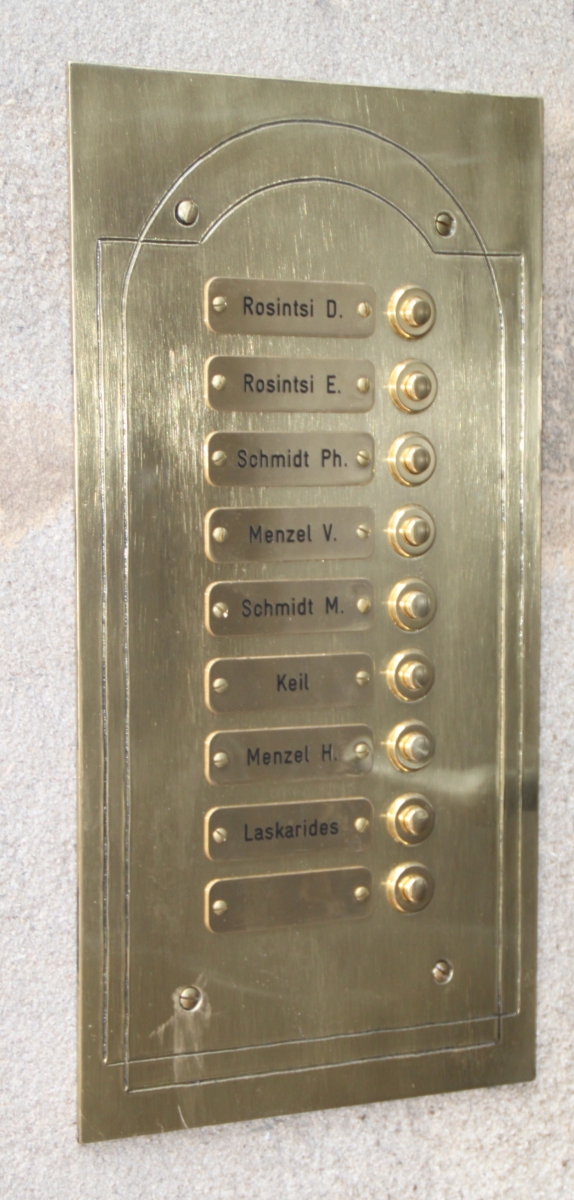 Rosintsi D.
Rosintsi E.
Schmidt Ph.
Menzel V.
Schmidt M.
Keil
Menzel H.
Laskarides